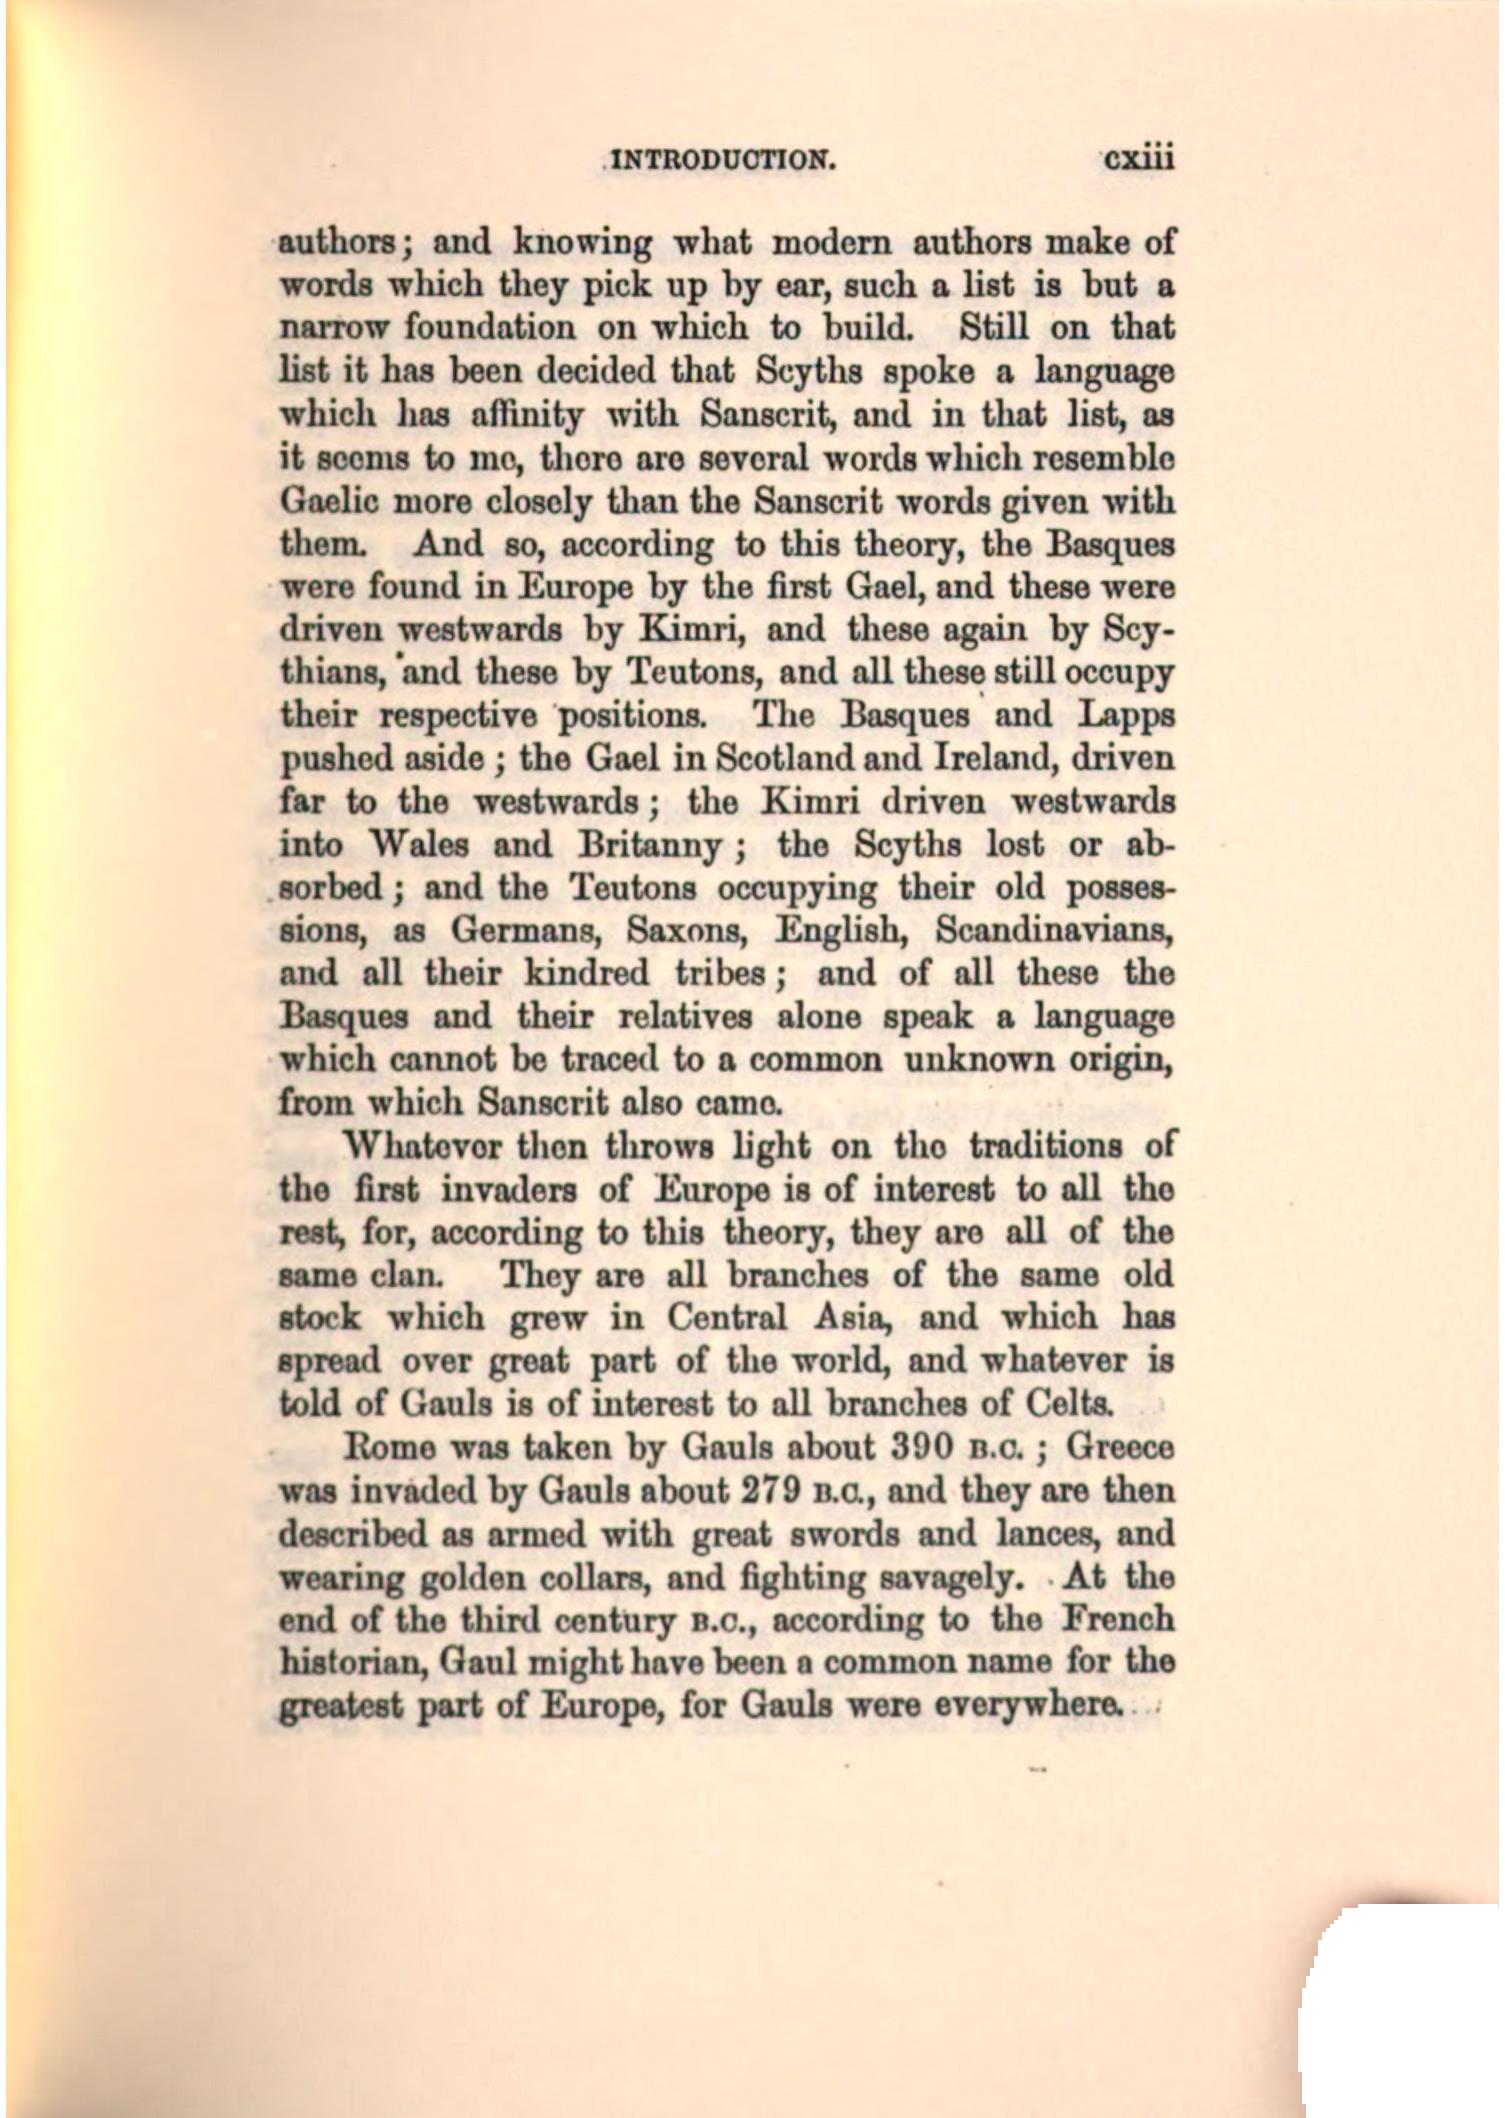 INTRODUCTION. cxiii
authors; and knowing what modern authors make of
words which they pick up by ear, such a list is but a
narrow foundation on which to build. Still on that
list it has been decided that Scyths spoke a language
which has affinity with Sanscrit, and in that list, as
it seems to me, there are several words which resemble
Gaelic more closely than the Sanscrit words given with
them. And so, according to this theory, the Basques
were found in Europe by the first Gael, and these were
driven westwards by Kimri, and these again by Scy-
thians, and these by Teutons, and all these still occupy
their respective positions. The Basques and Lapps
pushed aside ; the Gael in Scotland and Ireland, driven
far to the westwards ; the Kimri driven westwards
into Wales and Britanny ; the Scyths lost or ab-
sorbed ; and the Teutons occupying their old posses-
sions, as Germans, Saxons, English, Scandinavians,
and all their kindred tribes ; and of all these the
Basques and their relatives alone speak a language
which cannot be traced to a common unknown origin,
from which Sanscrit also came.
Whatever then throws light on the traditions of
the first invaders of Europe is of interest to all the
rest, for, according to this theory, they are all of the
same clan. They are all branches of the same old
stock which grew in Central Asia, and which has
spread over great part of the world, and whatever is
told of Gauls is of interest to all branches of Celts.
Rome was taken by Gauls about 390 B.C. ; Greece
was invaded by Gauls about 279 B.C., and they are then
described as armed with great swords and lances, and
wearing golden collars, and fighting savagely. At the
end of the third century B.C., according to the French
historian, Gaul might have been a common name for the
greatest part of Europe, for Gauls were everywhere.